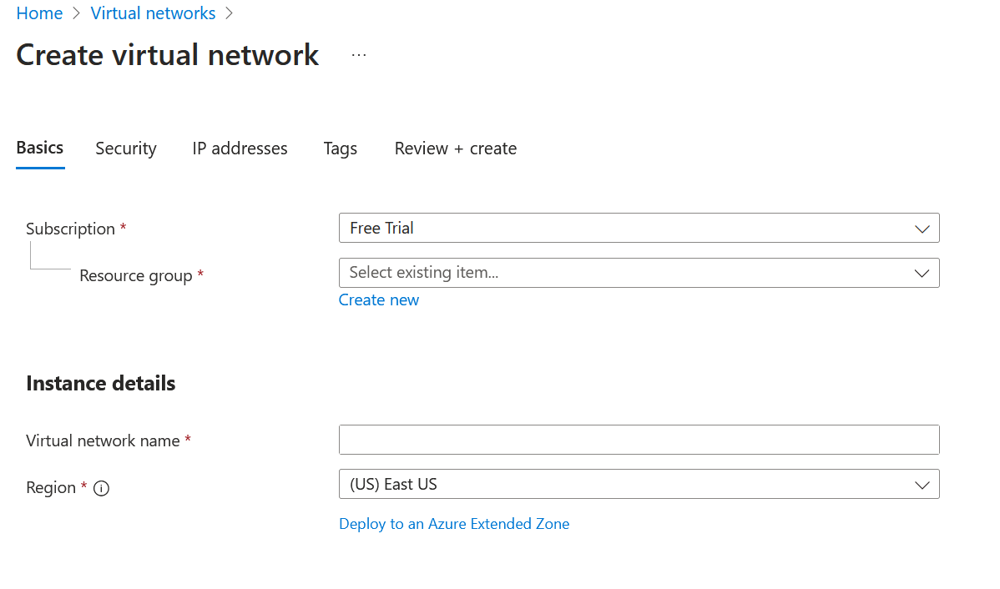 Home > Virtual networks >
Create virtual network ...
Basics Security IP addresses Tags Review + create
Subscription * Free Trial
Resource group * Select existing item...
Create new
Instance details
Virtual network name *
Region * (US) East US
Deploy to an Azure Extended Zone